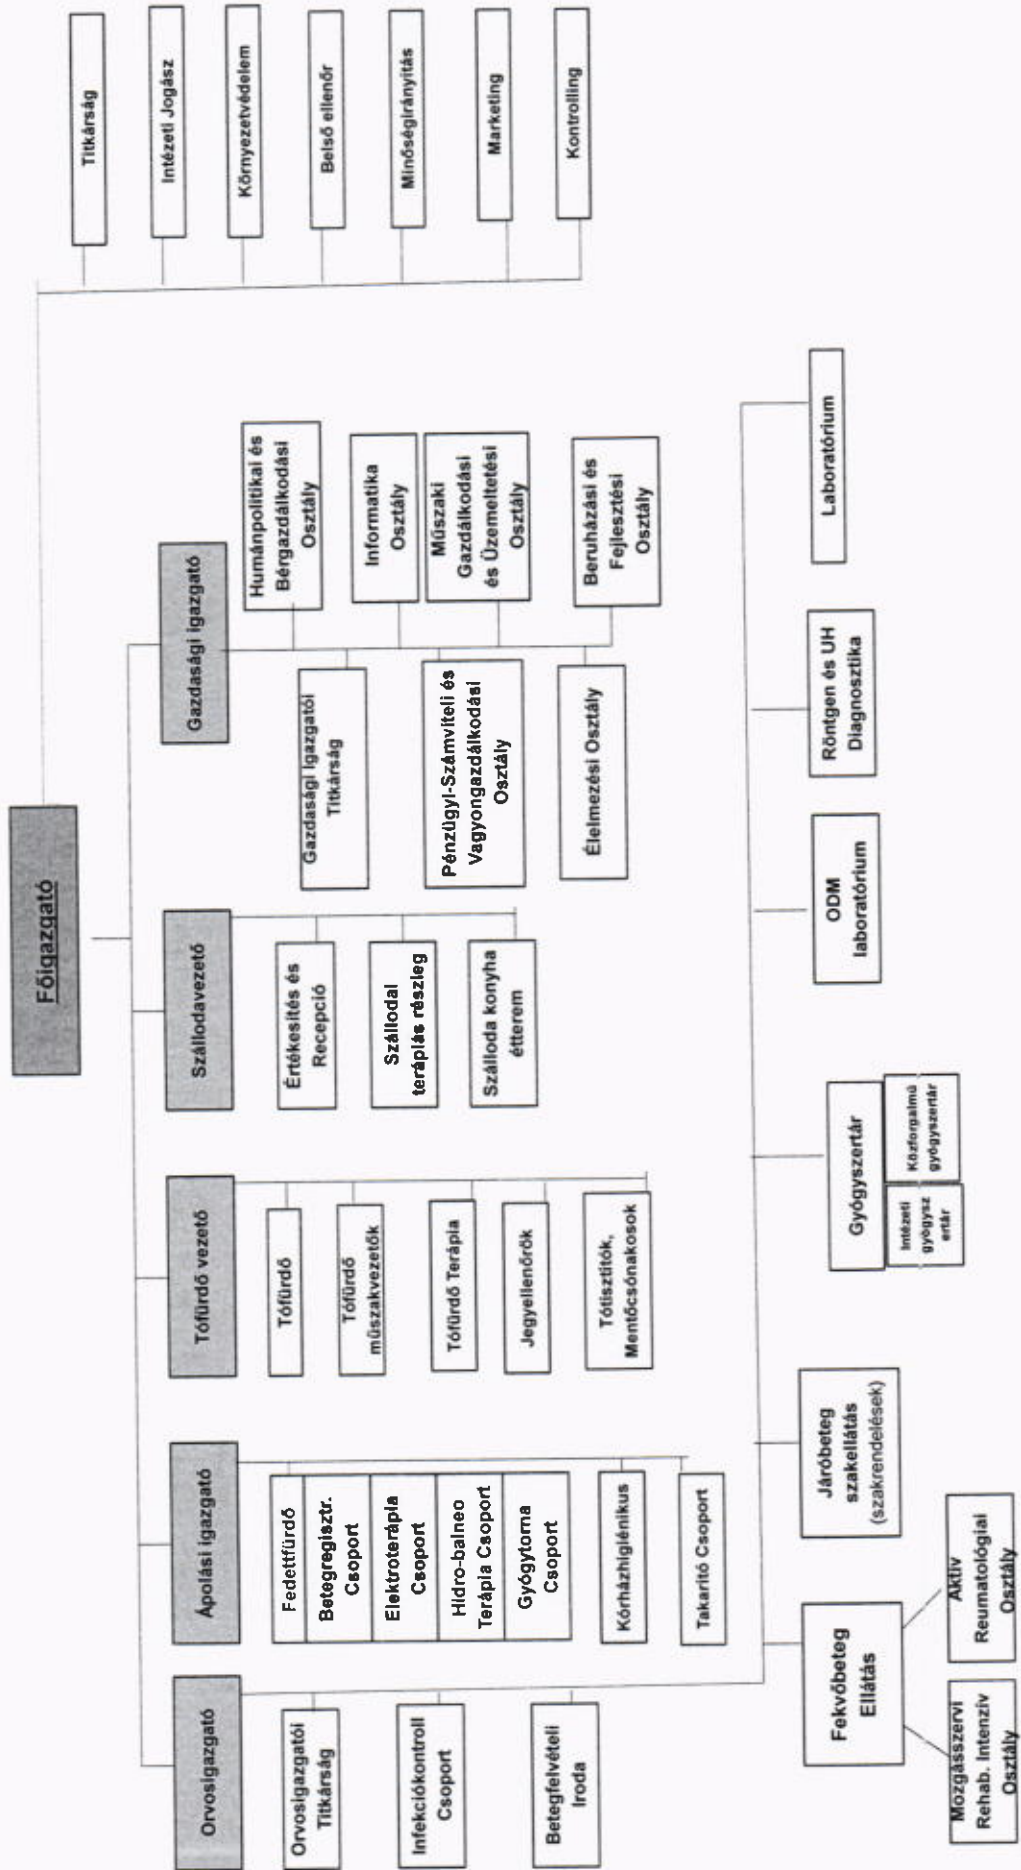 Főigazgató
Titkárság
Intézeti Jogász
Környezetvédelem
Belső ellenőr
Minőségirányítás
Marketing
Kontrolling
Orvosigazgató
Ápolási igazgató
Tófürdő vezető
Szállodavezető
Gazdasági igazgató
Orvosigazgatói
Titkárság
Infekciókontroll
Csoport
Betegfelvételi
Iroda
Fedettfürdő
Betegregisztr.
Csoport
Elektroterápia
Csoport
Hidro-balneo
Terápia Csoport
Gyógytorna
Csoport
Kórházhigiénikus
Takarító Csoport
Tófürdő
Tófürdő
műszakvezetők
Tófürdő Terápia
Jegyellenőrök
Tótisztitók,
Mentőcsónakosok
Értékesítés és
Recepció
Szállodai
terápiás részleg
Szálloda konyha
étterem
Gazdasági Igazgatói
Titkárság
Pénzügyi-Számviteli és
Vagyongazdálkodási
Osztály
Élelmezési Osztály
Humánpolitikai és
Bérgazdálkodási
Osztály
Informatika
Osztály
Műszaki
Gazdálkodási
és Üzemeltetési
Osztály
Beruházási és
Fejlesztési
Osztály
Fekvőbeteg
Ellátás
Mozgásszervi
Rehab. Intenzív
Osztály
Aktív
Reumatológiai
Osztály
Járóbeteg
szakellátás
(szakrendelések)
Gyógyszertár
Intézeti
gyógysz
ertár
Közforgalmú
gyógyszertár
ODM
laboratórium
Röntgen és UH
Diagnosztika
Laboratórium